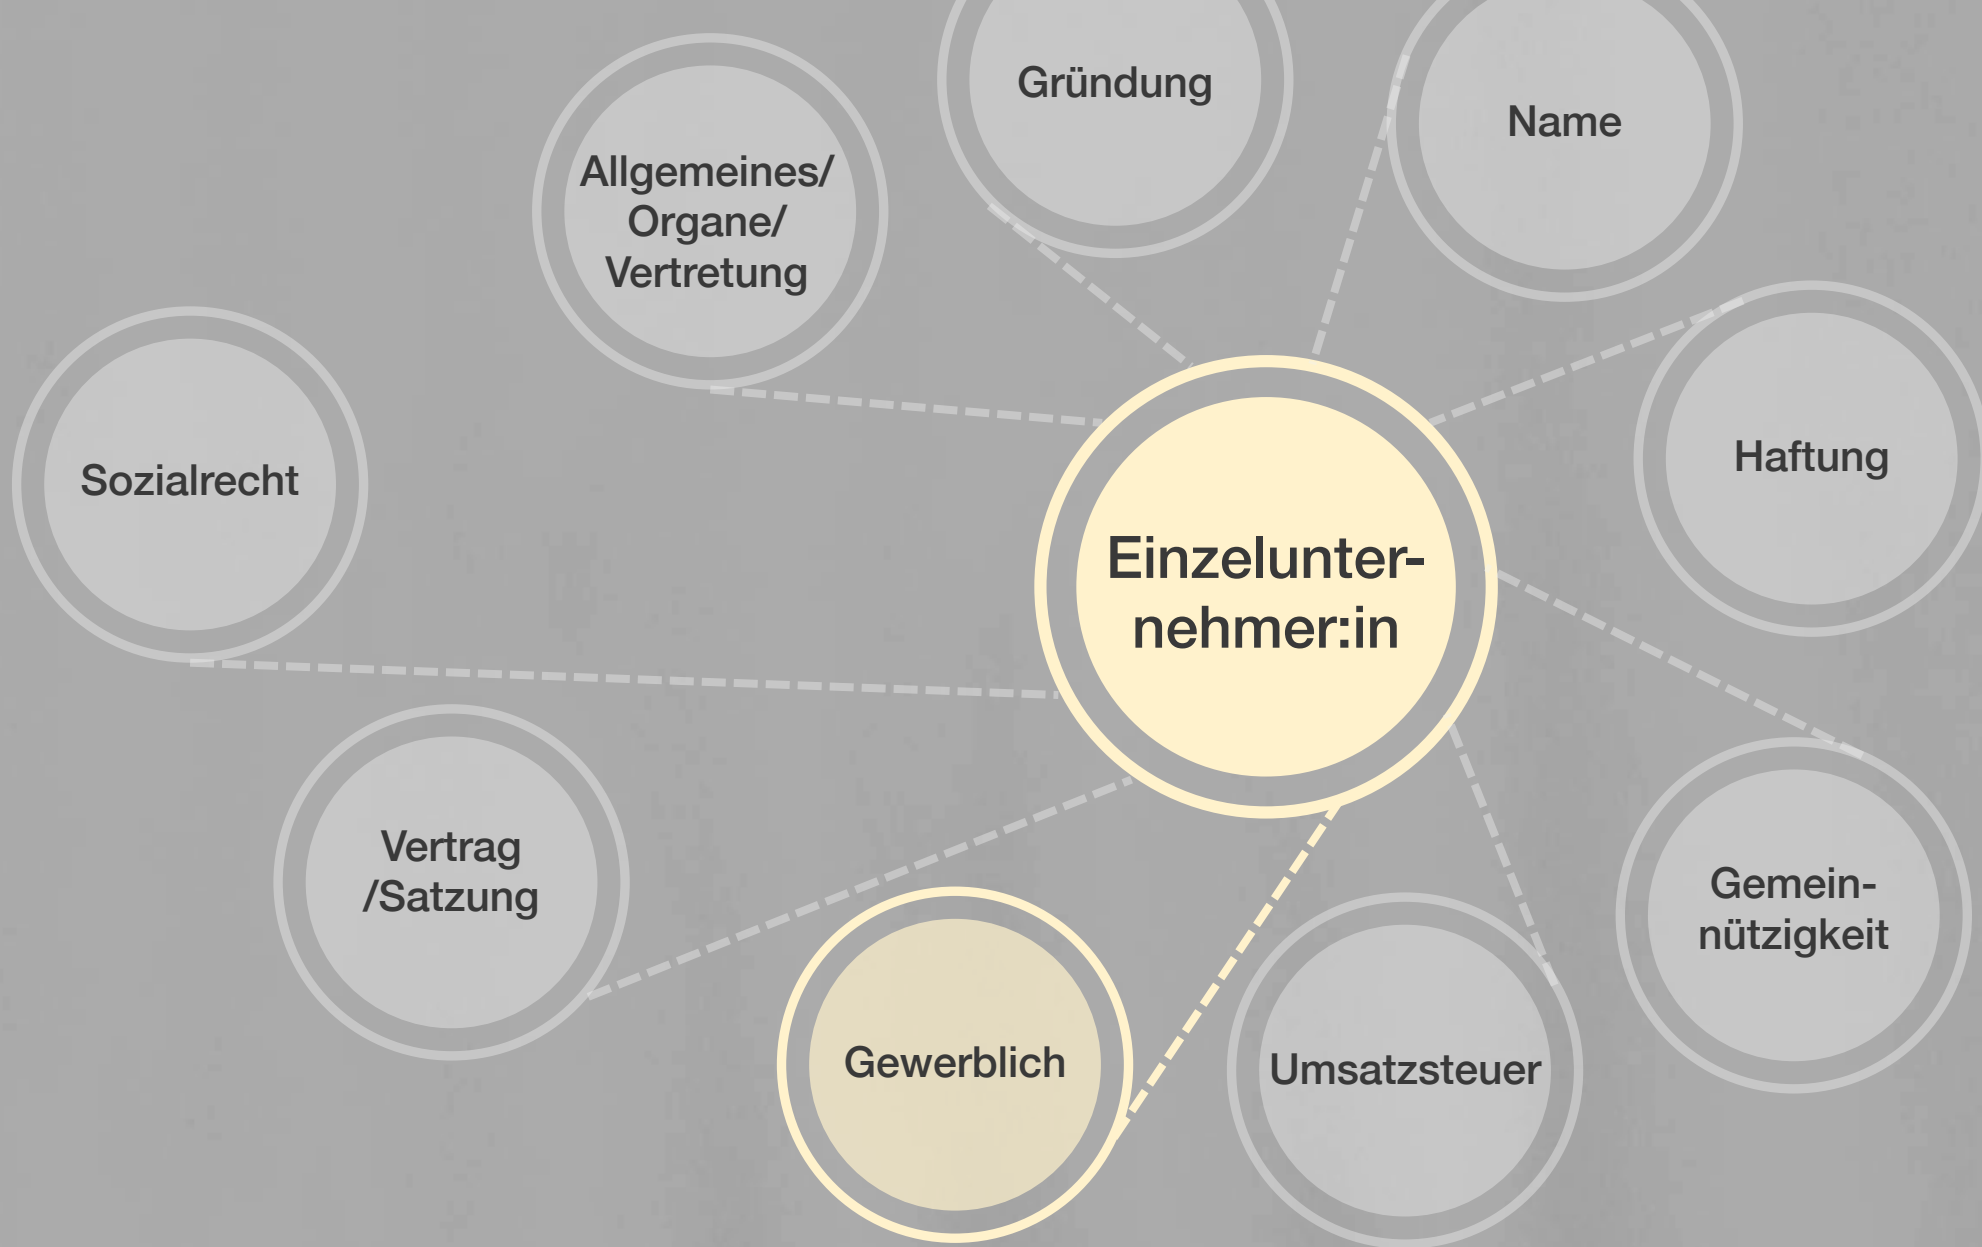 Gründung
Name
Allgemeines/
Organe/
Vertretung
Haftung
Sozialrecht
Einzelunter-
nehmer:in
Vertrag
/Satzung
Gemein-
nützigkeit
Gewerblich
Umsatzsteuer